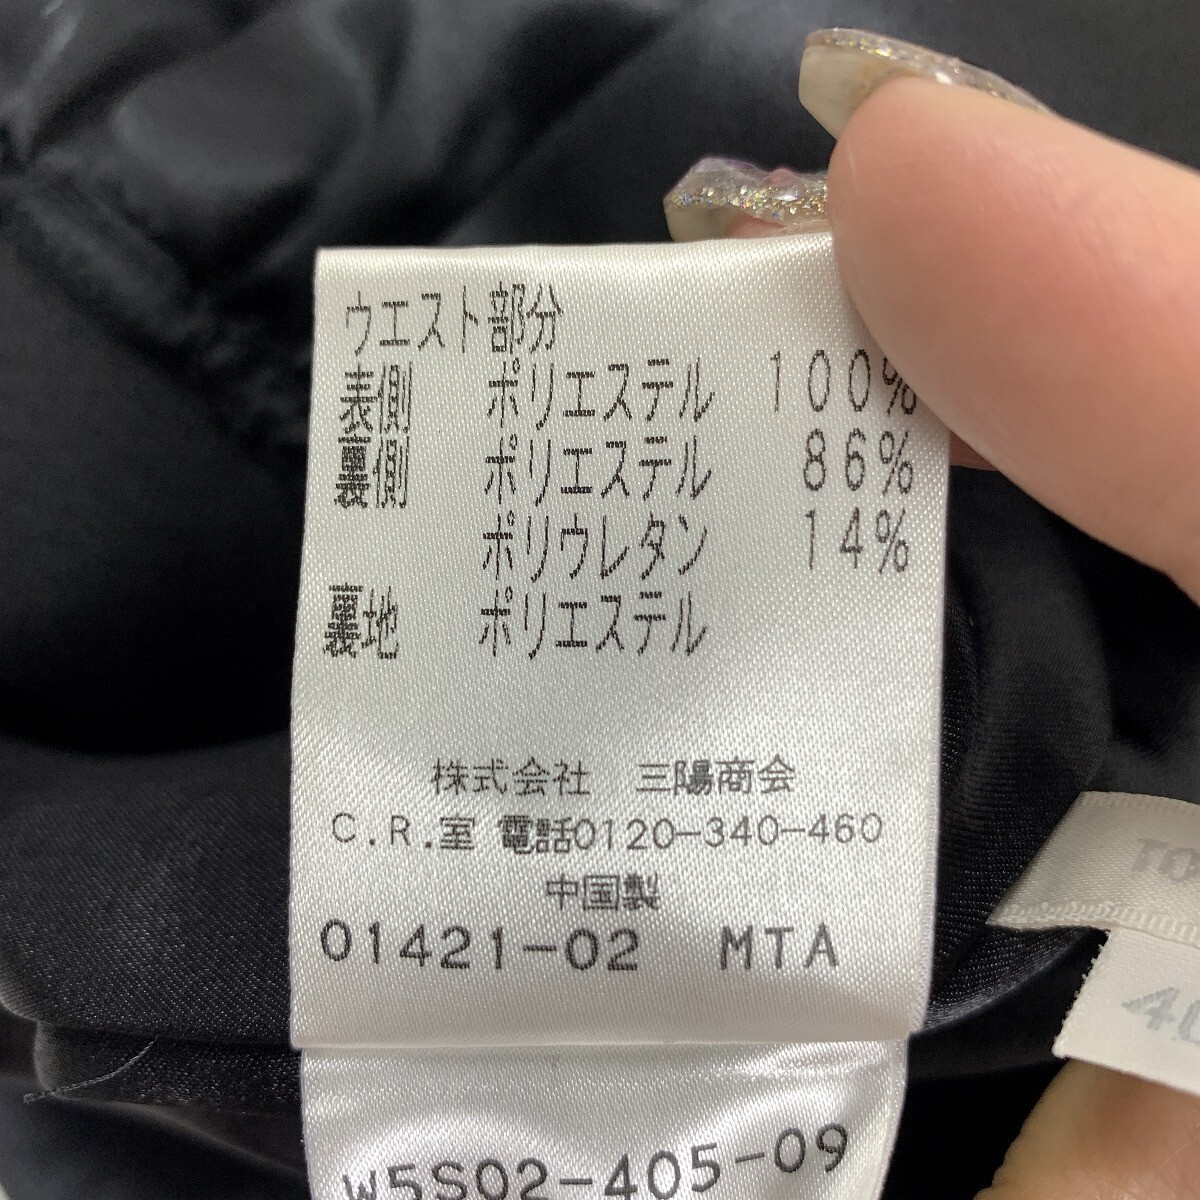 ウエスト部分
表側 ポリエステル 100%
裏側 ポリエステル 86%
ポリウレタン 14%
裏地 ポリエステル
株式会社 三陽商会
C.R.室 電話0120-340-460
中国製
01421-02 MTA
W5S02-405-09